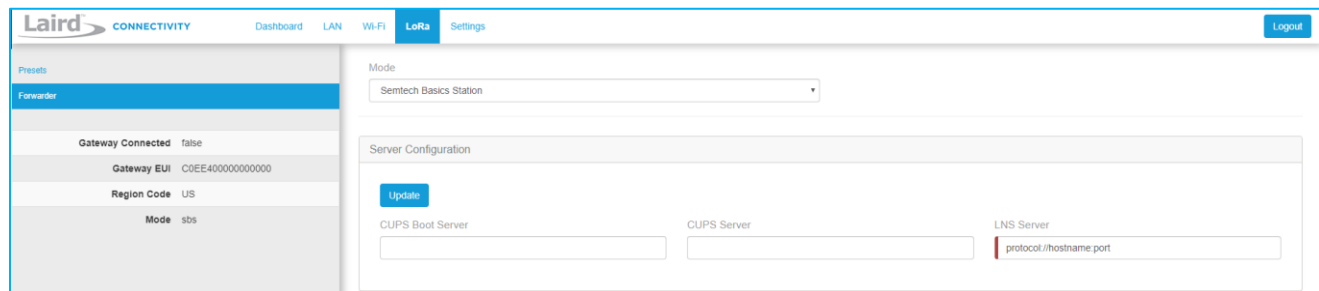 Laird CONNECTIVITY Dashboard LAN Wi-Fi LoRa Settings Logout
Presets
Forwarder
Gateway Connected false
Gateway EUI C0EE400000000000
Region Code US
Mode sbs
Mode
Semtech Basics Station
Server Configuration
Update
CUPS Boot Server CUPS Server LNS Server
protocol://hostname:port